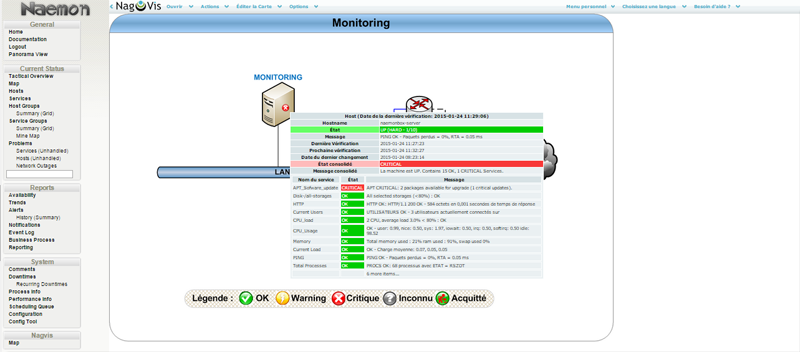 Naemon
General
Home
Documentation
Logout
Panorama View
Current Status
Tactical Overview
Map
Hosts
Services
Host Groups
Summary (Grid)
Service Groups
Summary (Grid)
Mine Map
Problems
Services (Unhandled)
Hosts (Unhandled)
Network Outages
Reports
Availability
Trends
Alerts
History (Summary)
Notifications
Event Log
Business Process
Reporting
System
Comments
Downtimes
Recurring Downtimes
Process Info
Performance Info
Scheduling Queue
Configuration
Config Tool
Nagvis
Map
NagVis Ouvrir Actions Éditer la Carte Options Menu personnel Choisissez une langue Besoin d'aide ?
Monitoring
MONITORING
LAN
Host (Date de la dernière vérification: 2015-01-24 11:29:06)
Hostname naemonbox-server
État UP (HARD - 1/10)
Message PING OK - Paquets perdus = 0%, RTA = 0.05 ms
Dernière Vérification 2015-01-24 11:27:23
Prochaine vérification 2015-01-24 11:32:27
Date du dernier changement 2015-01-24 09:23:14
État consolidé CRITICAL
Message consolidé La machine est UP. Contains 15 OK, 1 CRITICAL Services.
Nom du service État Message
APT_Sofware_update CRITICAL APT CRITICAL: 2 packages available for upgrade (1 critical updates).
Disk-util-storages OK All selected storages (>80%) : OK
HTTP OK HTTP OK: HTTP/1.1 200 OK - 894 octets en 0,001 secondes de temps de réponse
Current Users OK UTILISATEURS OK - 3 utilisateurs actuellement connectés sur
CPU_load OK 2 CPU, average load 3.0% < 80% : OK
CPU_Usage OK OK - user: 0.99, nice: 0.50, sys: 1.97, iowait: 0.00, irq: 0.50, softirq: 0.50 idle: 98.52
Memory OK Total memory used : 21% ram used : 91%, swap used 0%
Current Load OK OK - Charge moyenne: 0.07, 0.05, 0.05
PING OK PING OK - Paquets perdus = 0%, RTA = 0.05 ms
Total Processes OK PROCS OK: 68 processus avec ETAT = RSZDT
6 more items...
Légende : OK Warning Critique Inconnu Acquitté